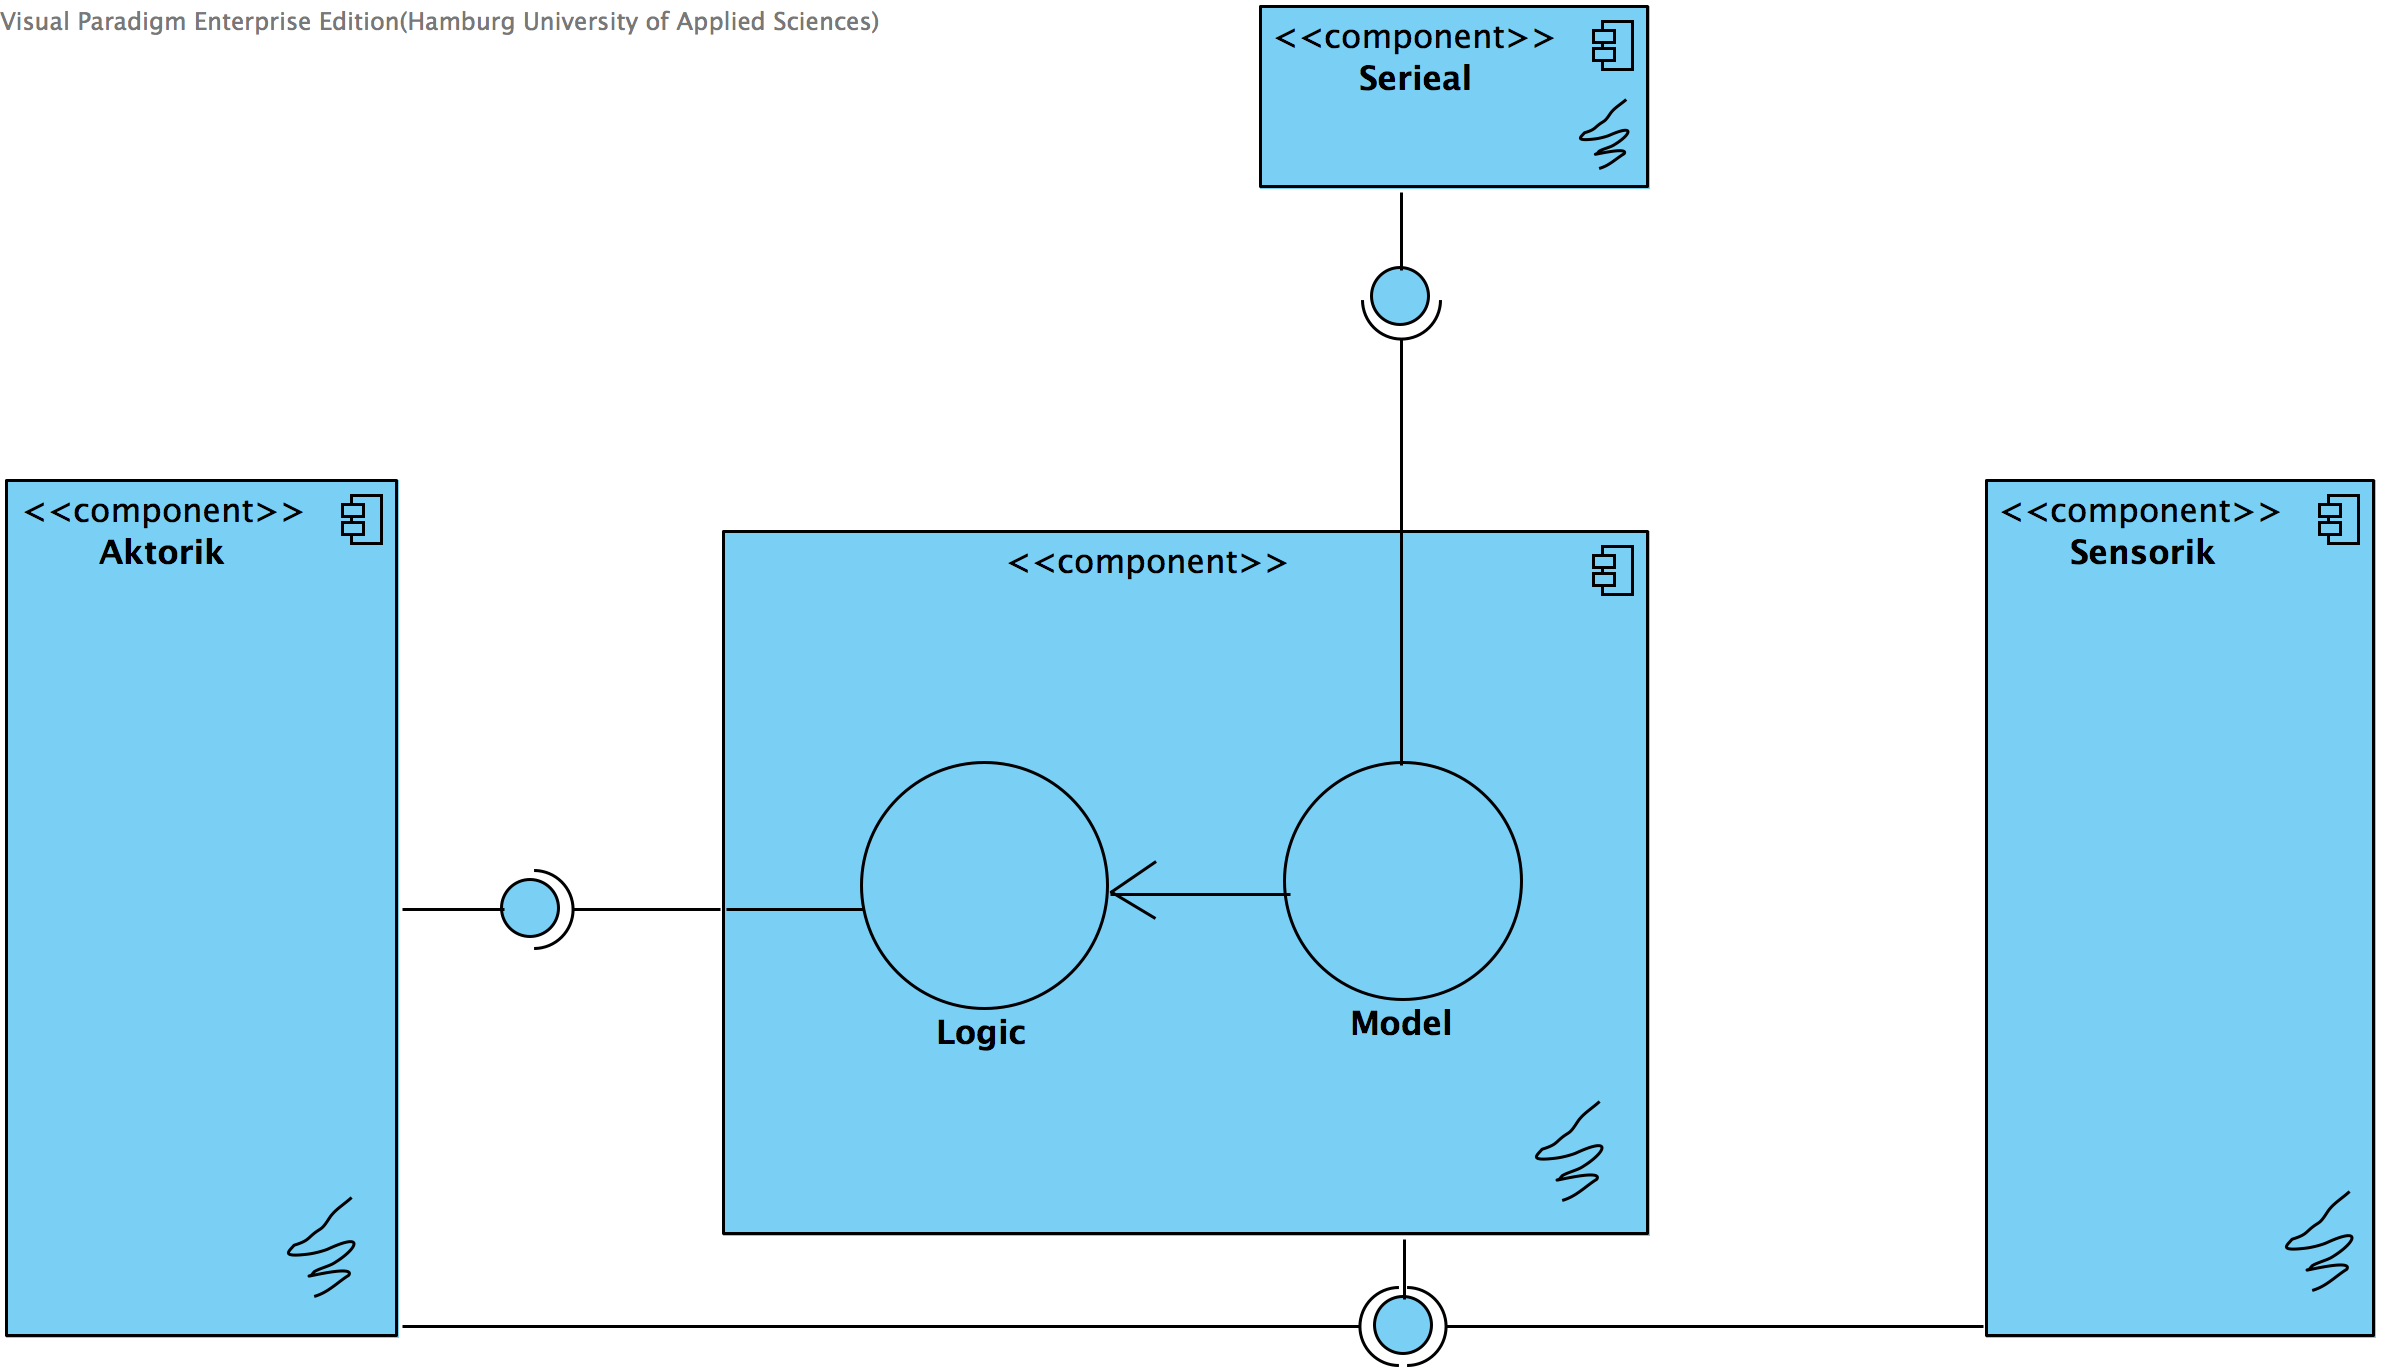 Visual Paradigm Enterprise Edition(Hamburg University of Applied Sciences)
<<component>>
Serieal
<<component>>
Aktorik
<<component>>
<<component>>
Sensorik
Logic
Model